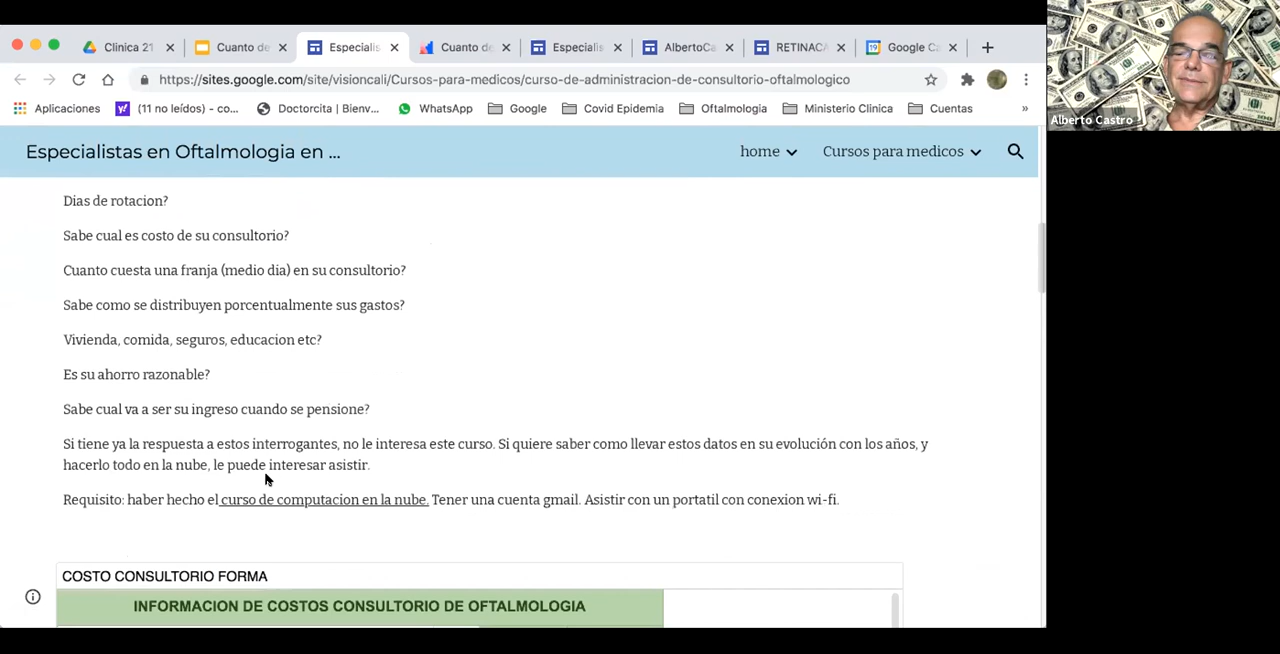 Clinica 21
Cuanto de
Especialis
Cuanto de
Especialis
AlbertoCa
RETINACA
19
Google Ca
https://sites.google.com/site/visioncali/Cursos-para-medicos/curso-de-administracion-de-consultorio-oftalmologico
Aplicaciones
(11 no leídos) - co...
Doctorcita | Bienv...
WhatsApp
Google
Covid Epidemia
Oftalmologia
Ministerio Clinica
Cuentas
»
Alberto Castro
Especialistas en Oftalmologia en ...
home
Cursos para medicos
Dias de rotacion?
Sabe cual es costo de su consultorio?
Cuanto cuesta una franja (medio dia) en su consultorio?
Sabe como se distribuyen porcentualmente sus gastos?
Vivienda, comida, seguros, educacion etc?
Es su ahorro razonable?
Sabe cual va a ser su ingreso cuando se pensione?
Si tiene ya la respuesta a estos interrogantes, no le interesa este curso. Si quiere saber como llevar estos datos en su evolución con los años, y
hacerlo todo en la nube, le puede interesar asistir.
Requisito: haber hecho el curso de computacion en la nube. Tener una cuenta gmail. Asistir con un portatil con conexion wi-fi.
COSTO CONSULTORIO FORMA
INFORMACION DE COSTOS CONSULTORIO DE OFTALMOLOGIA